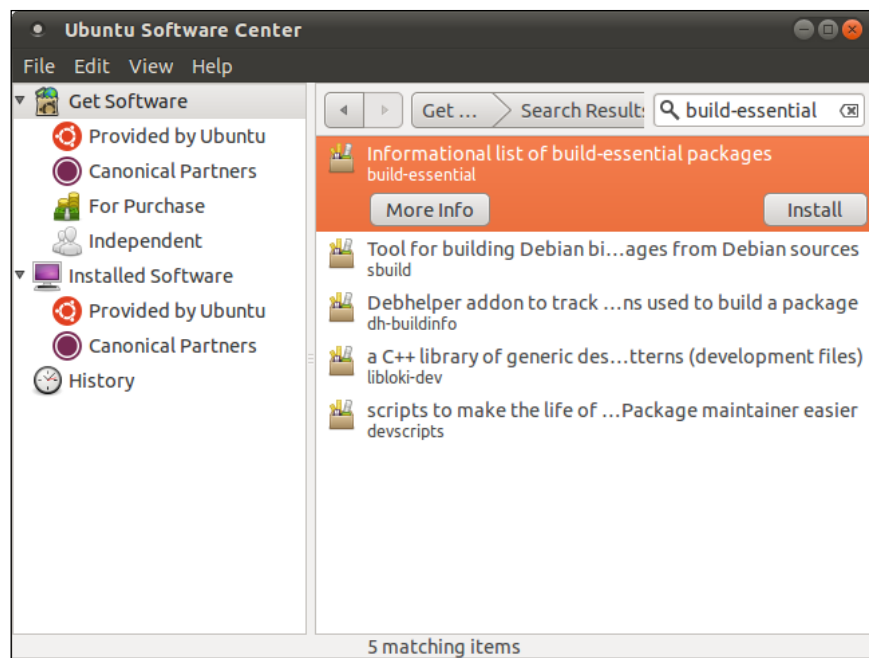 Ubuntu Software Center
File Edit View Help
Get Software
Provided by Ubuntu
Canonical Partners
For Purchase
Independent
Installed Software
Provided by Ubuntu
Canonical Partners
History
Get ... Search Result build-essential
Informational list of build-essential packages
build-essential
More Info Install
Tool for building Debian bi...ages from Debian sources
sbuild
Debhelper addon to track ...ns used to build a package
dh-buildinfo
a C++ library of generic des...tterns (development files)
libloki-dev
scripts to make the life of ...Package maintainer easier
devscripts
5 matching items